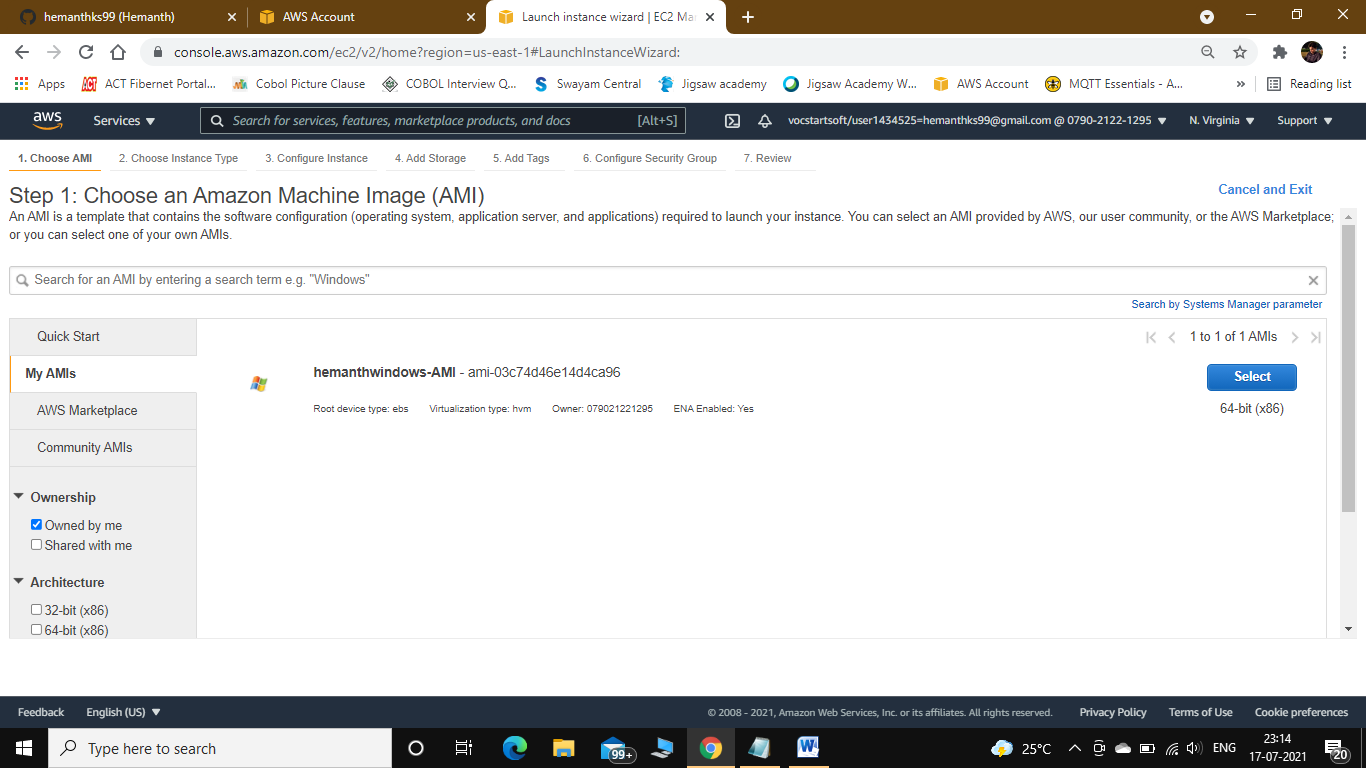 hemanthks99 (Hemanth)
AWS Account
Launch instance wizard | EC2 Mar
console.aws.amazon.com/ec2/v2/home?region=us-east-1#LaunchInstanceWizard:
Apps
ACT ACT Fibernet Portal...
Cobol Picture Clause
COBOL Interview Q...
Swayam Central
Jigsaw academy
Jigsaw Academy W...
AWS Account
MQTT Essentials - A...
»
Reading list
aws
Services
Search for services, features, marketplace products, and docs
[Alt+S]
vocstartsoft/user1434525=hemanthks99@gmail.com @ 0790-2122-1295
N. Virginia
Support
1. Choose AMI
2. Choose Instance Type
3. Configure Instance
4. Add Storage
5. Add Tags
6. Configure Security Group
7. Review
Step 1: Choose an Amazon Machine Image (AMI)
Cancel and Exit
An AMI is a template that contains the software configuration (operating system, application server, and applications) required to launch your instance. You can select an AMI provided by AWS, our user community, or the AWS Marketplace;
or you can select one of your own AMIs.
Search for an AMI by entering a search term e.g. "Windows"
Search by Systems Manager parameter
Quick Start
My AMIs
AWS Marketplace
Community AMIs
1 to 1 of 1 AMIs
hemanthwindows-AMI - ami-03c74d46e14d4ca96
Select
Root device type: ebs
Virtualization type: hvm
Owner: 079021221295
ENA Enabled: Yes
64-bit (x86)
Ownership
Owned by me
Shared with me
Architecture
32-bit (x86)
64-bit (x86)
Feedback
English (US)
© 2008 - 2021, Amazon Web Services, Inc. or its affiliates. All rights reserved.
Privacy Policy
Terms of Use
Cookie preferences
Type here to search
99+
25°C
ENG
23:14
17-07-2021
20